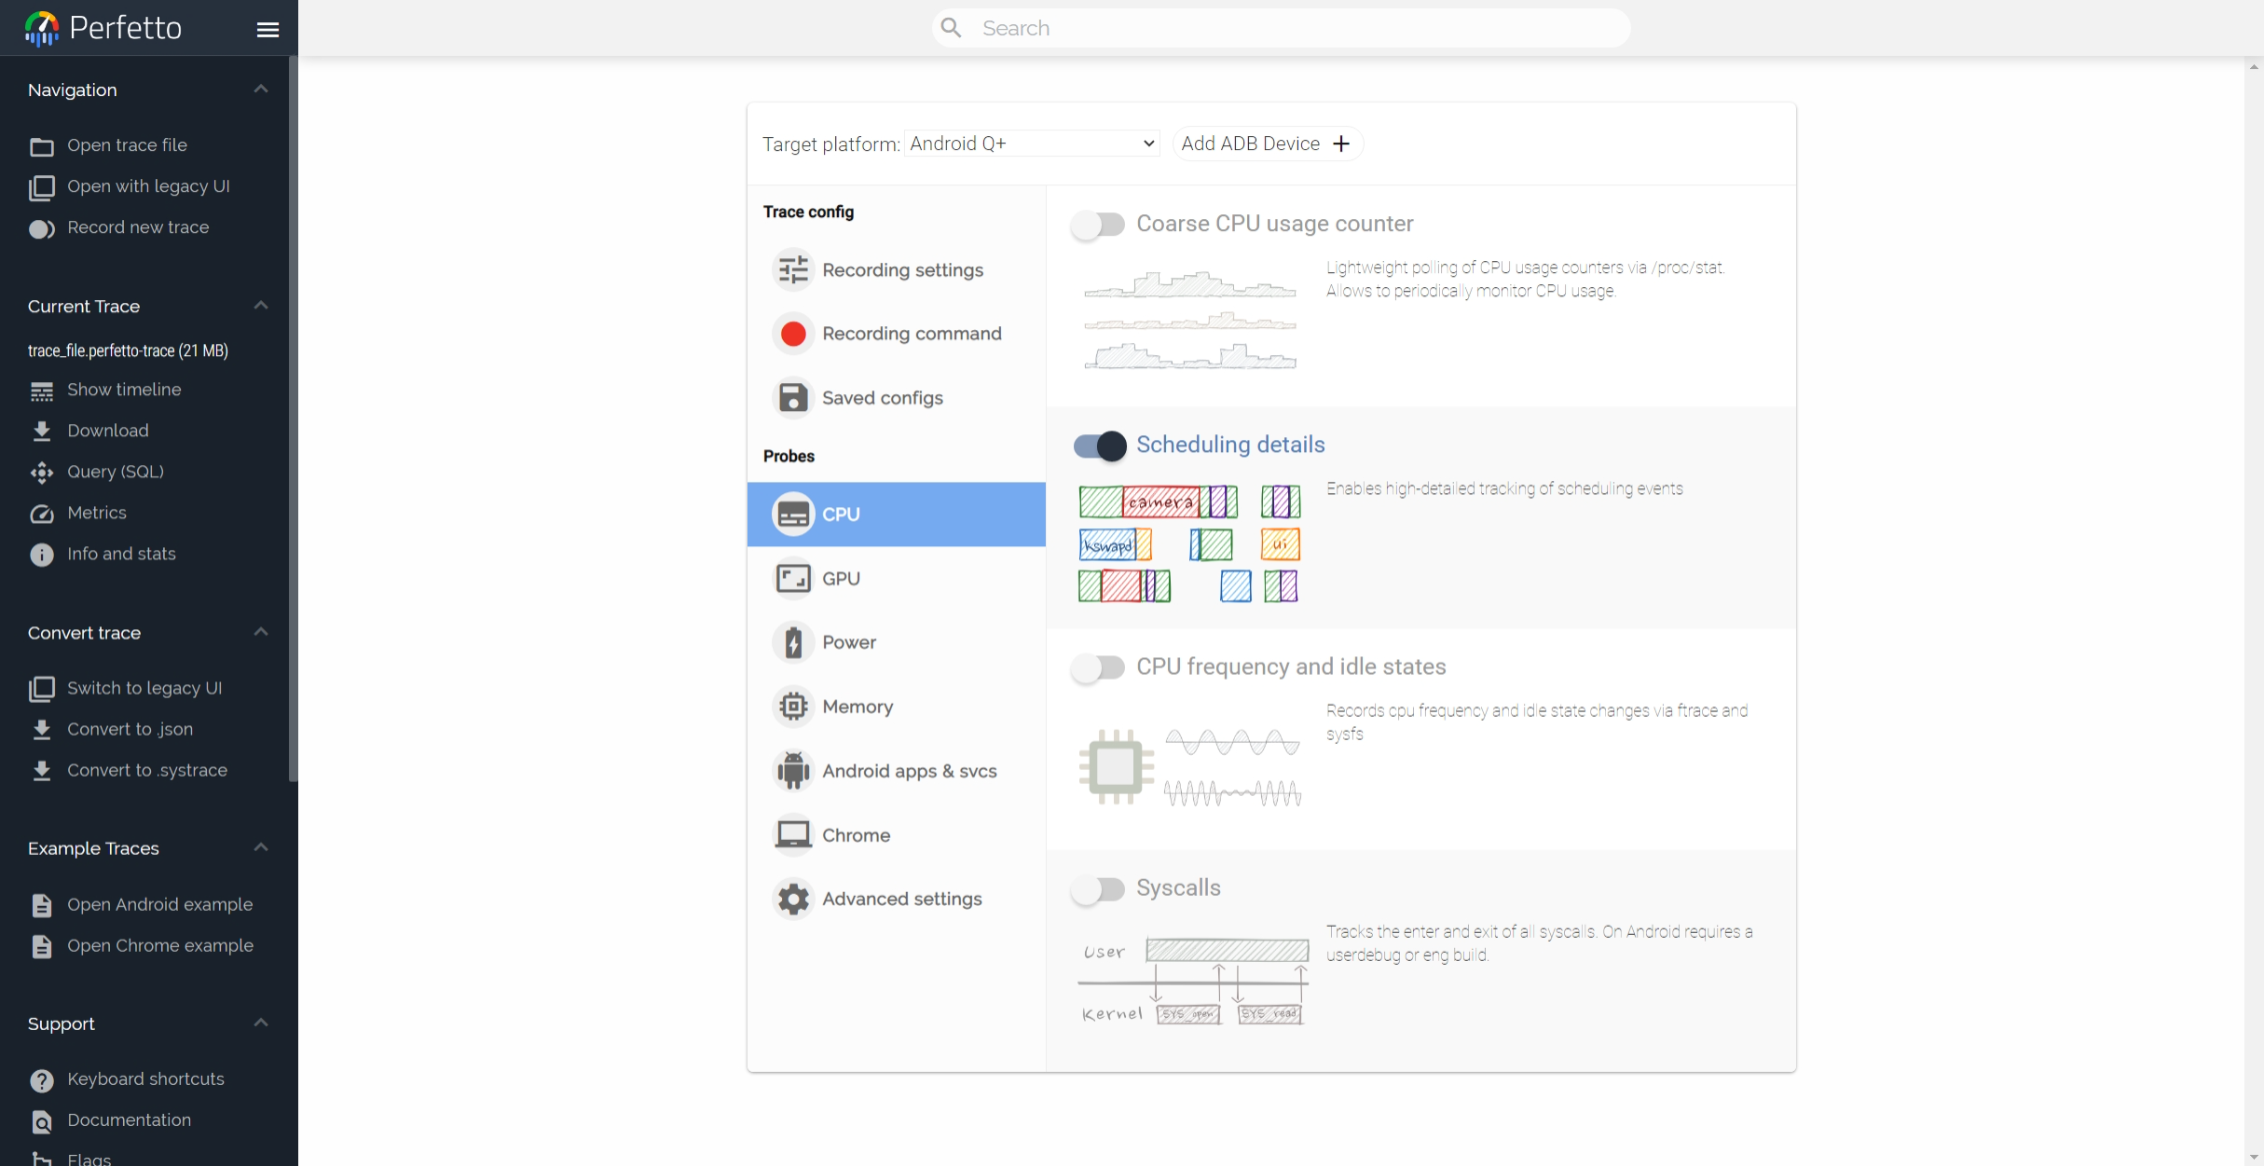 Perfetto
Search
Navigation
Open trace file
Open with legacy UI
Record new trace
Current Trace
trace_file.perfetto-trace (21 MB)
Show timeline
Download
Query (SQL)
Metrics
Info and stats
Convert trace
Switch to legacy UI
Convert to .json
Convert to .systrace
Example Traces
Open Android example
Open Chrome example
Support
Keyboard shortcuts
Documentation
Flags
Target platform: Android Q+ Add ADB Device
Trace config
Recording settings
Recording command
Saved configs
Probes
CPU
GPU
Power
Memory
Android apps & svcs
Chrome
Advanced settings
Coarse CPU usage counter
Lightweight polling of CPU usage counters via /proc/stat.
Allows to periodically monitor CPU usage.
Scheduling details
Enables high-detailed tracking of scheduling events
camera
kswapd ui
CPU frequency and idle states
Records cpu frequency and idle state changes via ftrace and
sysfs
Syscalls
Tracks the enter and exit of all syscalls. On Android requires a
userdebug or eng build.
User
Kernel SYS_open SYS_read